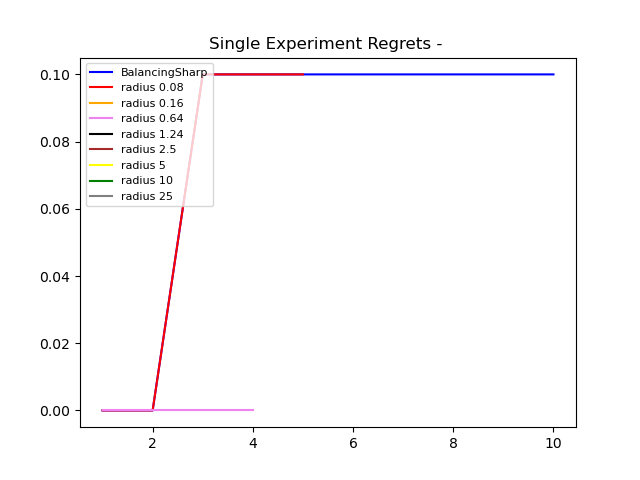 Single Experiment Regrets -
0.10
0.08
0.06
0.04
0.02
0.00
BalancingSharp
radius 0.08
radius 0.16
radius 0.64
radius 1.24
radius 2.5
radius 5
radius 10
radius 25
2 4 6 8 10